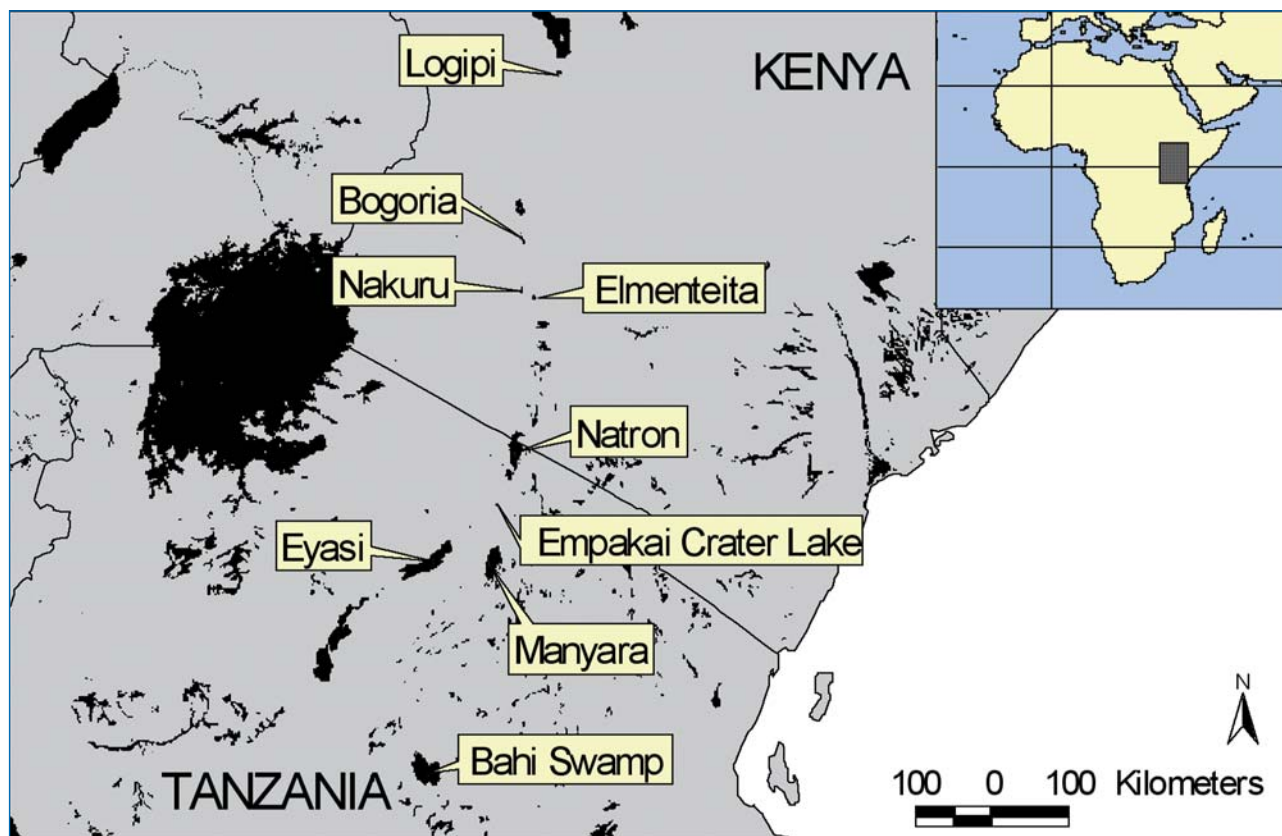 Logipi
KENYA
Bogoria
Nakuru
Elmenteita
Natron
Empakai Crater Lake
Eyasi
Manyara
Bahi Swamp
TANZANIA
N
100 0 100 Kilometers